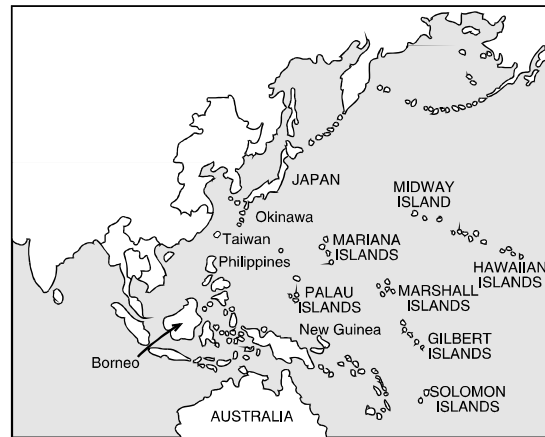 JAPAN
MIDWAY
ISLAND
Okinawa
Taiwan
MARIANA
ISLANDS
HAWAIIAN
ISLANDS
Philippines
PALAU
ISLANDS
MARSHALL
ISLANDS
New Guinea
GILBERT
ISLANDS
Borneo
SOLOMON
ISLANDS
AUSTRALIA